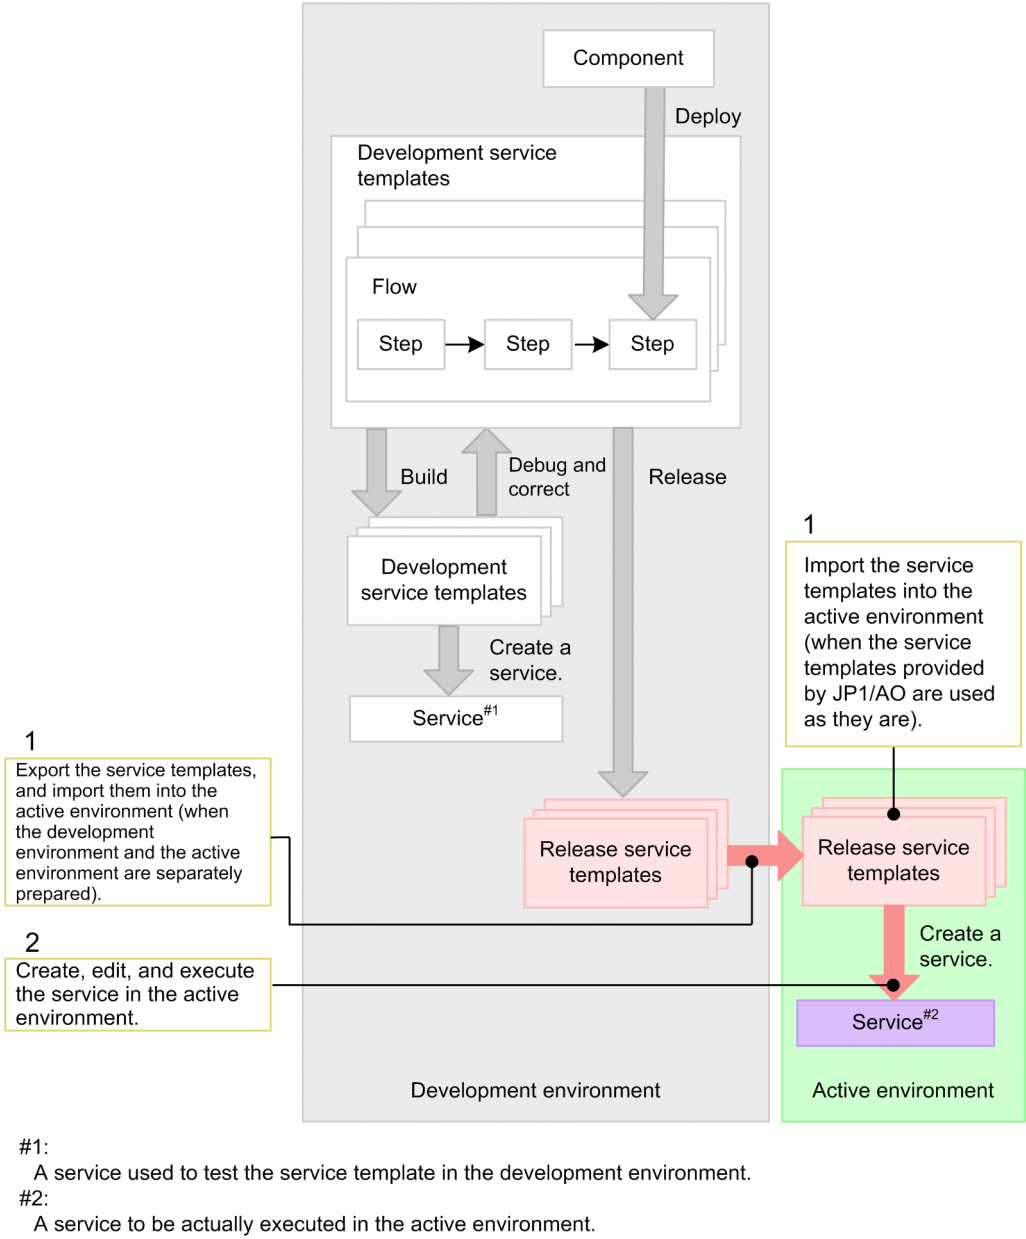 Component
Deploy
Development service
templates
Flow
Step
Step
Step
Build
Debug and
correct
Release
Development
service templates
Create a
service.
Service#1
1
Import the service
templates into the
active environment
(when the service
templates provided
by JP1/AO are used
as they are).
1
Export the service templates,
and import them into the
active environment (when
the development
environment and the active
environment are separately
prepared).
Release service
templates
Release service
templates
2
Create, edit, and execute
the service in the active
environment.
Create a
service.
Service#2
Development environment
Active environment
#1:
A service used to test the service template in the development environment.
#2:
A service to be actually executed in the active environment.